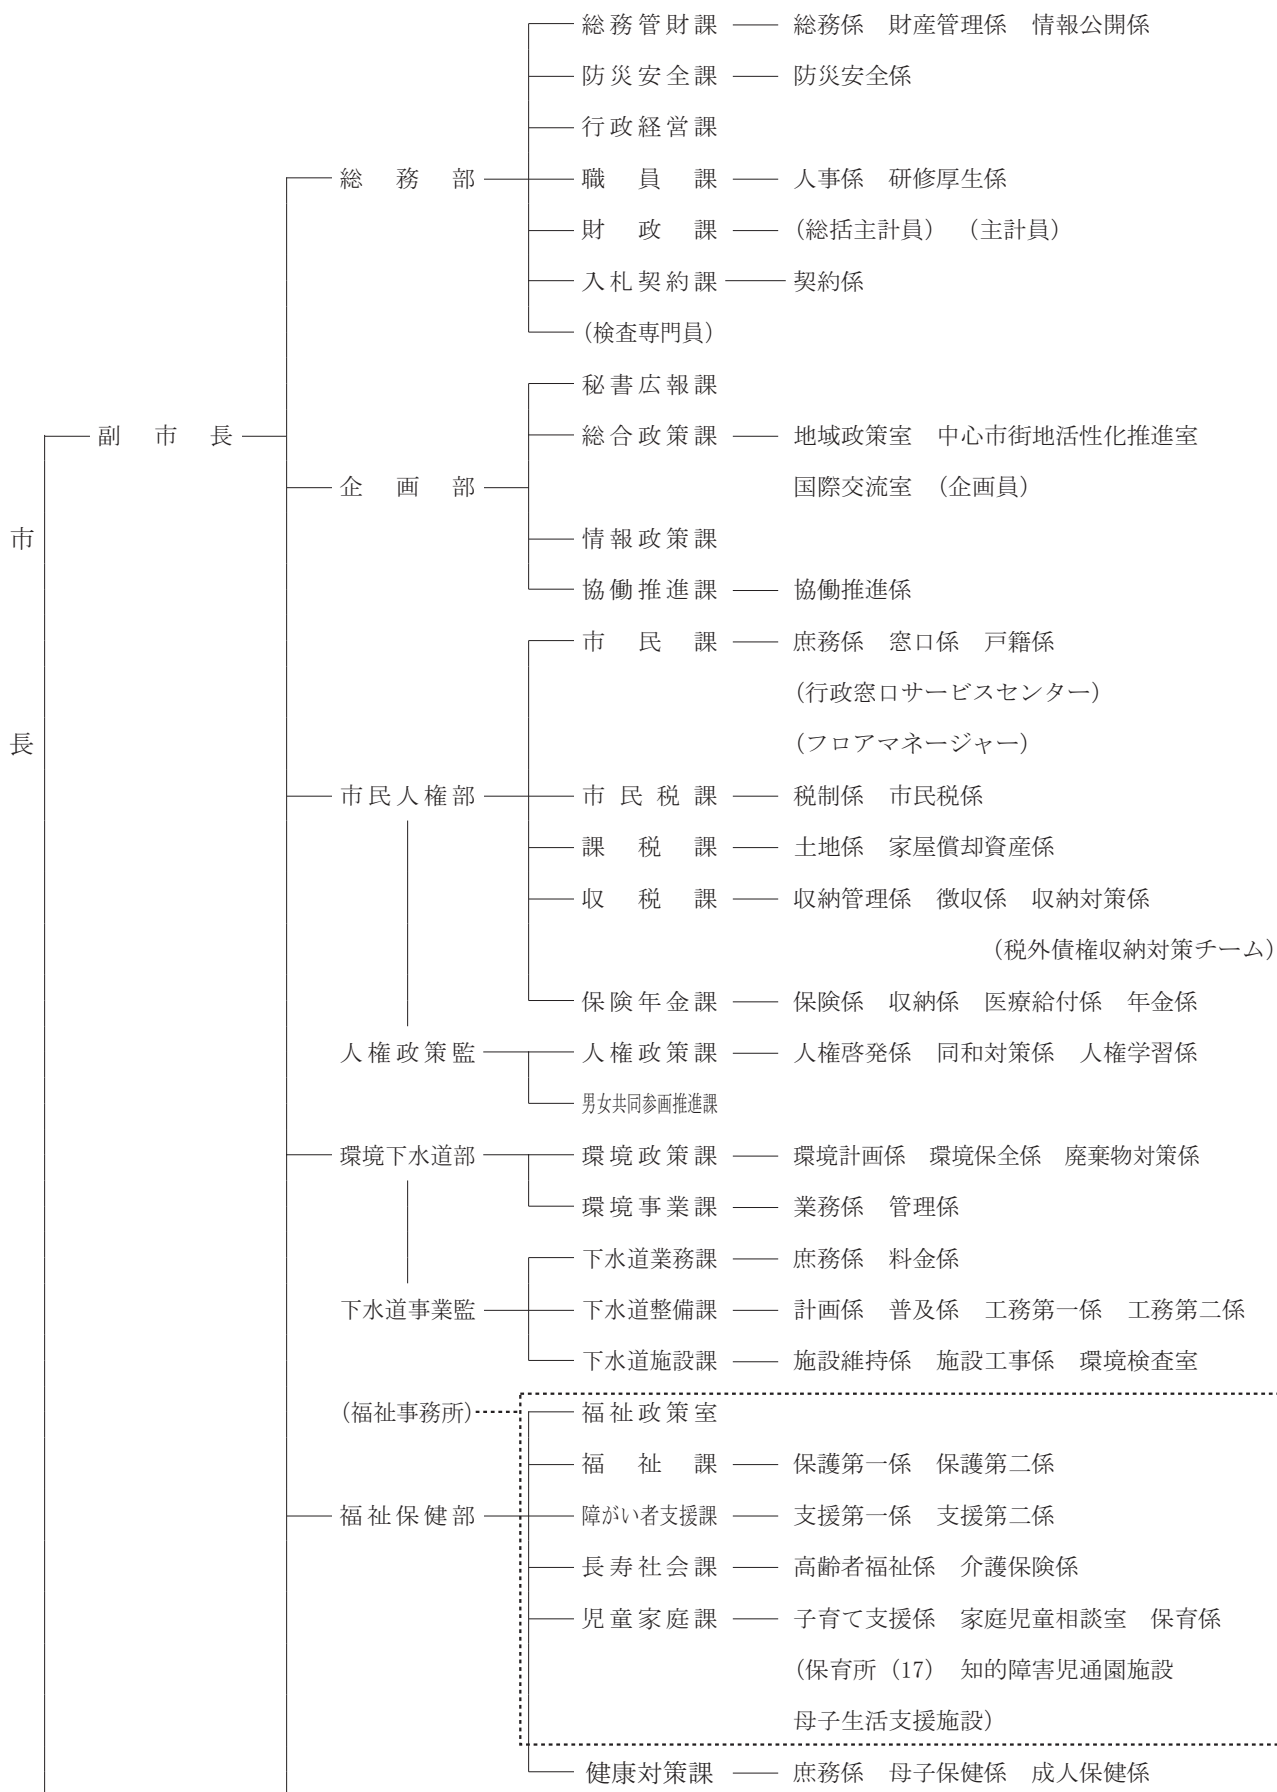 総務管財課 総務係 財産管理係 情報公開係
防災安全課 防災安全係
行政経営課
総務部 職員課 人事係 研修厚生係
財政課 (総括主計員) (主計員)
入札契約課 契約係
(検査専門員)
秘書広報課
副市長 総合政策課 地域政策室 中心市街地活性化推進室
企画部 国際交流室 (企画員)
市長
情報政策課
協働推進課 協働推進係
市民課 庶務係 窓口係 戸籍係
(行政窓口サービスセンター)
(フロアマネージャー)
市民人権部 市民税課 税制係 市民税係
課税課 土地係 家屋償却資産係
収税課 収納管理係 徴収係 収納対策係
(税外債権収納対策チーム)
保険年金課 保険係 収納係 医療給付係 年金係
人権政策監 人権政策課 人権啓発係 同和対策係 人権学習係
男女共同参画推進課
環境下水道部 環境政策課 環境計画係 環境保全係 廃棄物対策係
環境事業課 業務係 管理係
下水道業務課 庶務係 料金係
下水道事業監 下水道整備課 計画係 普及係 工務第一係 工務第二係
下水道施設課 施設維持係 施設工事係 環境検査室
(福祉事務所) 福祉政策室
福祉課 保護第一係 保護第二係
福祉保健部 障がい者支援課 支援第一係 支援第二係
長寿社会課 高齢者福祉係 介護保険係
児童家庭課 子育て支援係 家庭児童相談室 保育係
(保育所(17) 知的障害児通園施設
母子生活支援施設)
健康対策課 庶務係 母子保健係 成人保健係